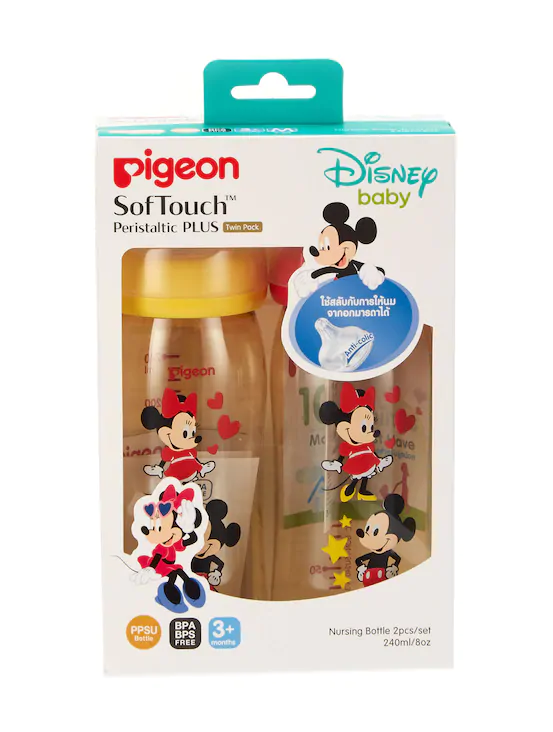 pigeon
SofTouch™
Peristaltic PLUS Twin Pack
Disney
baby
ใช้สลับกับการให้นม
จากอกมารดาได้
Anti-colic
pigeon
PPSU
Bottle
BPA
BPS
FREE
3+
months
Nursing Bottle 2pcs/set
240ml/8oz